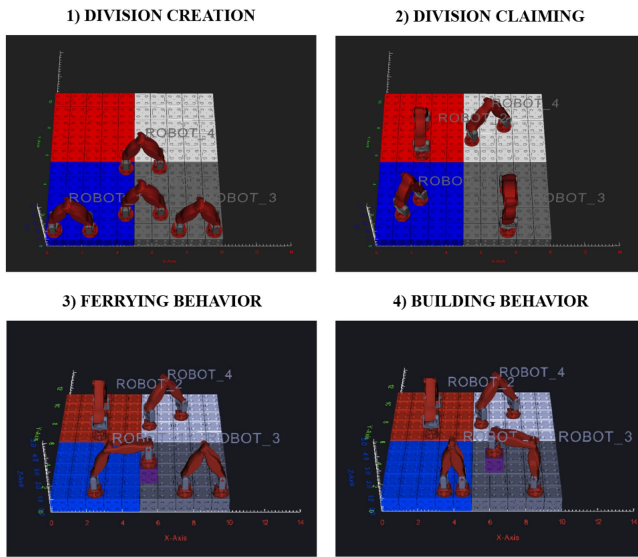 1) DIVISION CREATION
2) DIVISION CLAIMING
ROBOT_4
ROBOT
ROBOT_3
X-Axis
ROBOT_4
ROBO
ROBOT_3
X-Axis
3) FERRYING BEHAVIOR
4) BUILDING BEHAVIOR
ROBOT_4
ROBOT_2
ROBOT_3
0 2 4 6 8 10 12 14
X-Axis
ROBOT_4
ROBOT_2
ROBOT_3
0 2 4 6 8 10 12 14
X-Axis